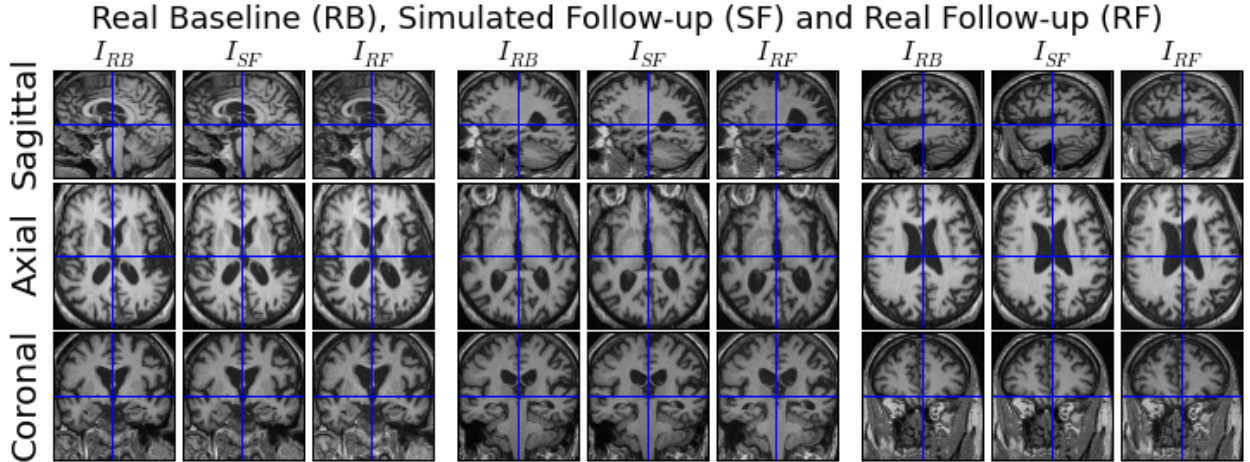 Real Baseline (RB), Simulated Follow-up (SF) and Real Follow-up (RF)
I_RB I_SF I_RF I_RB I_SF I_RF I_RB I_SF I_RF
Sagittal
Axial
Coronal